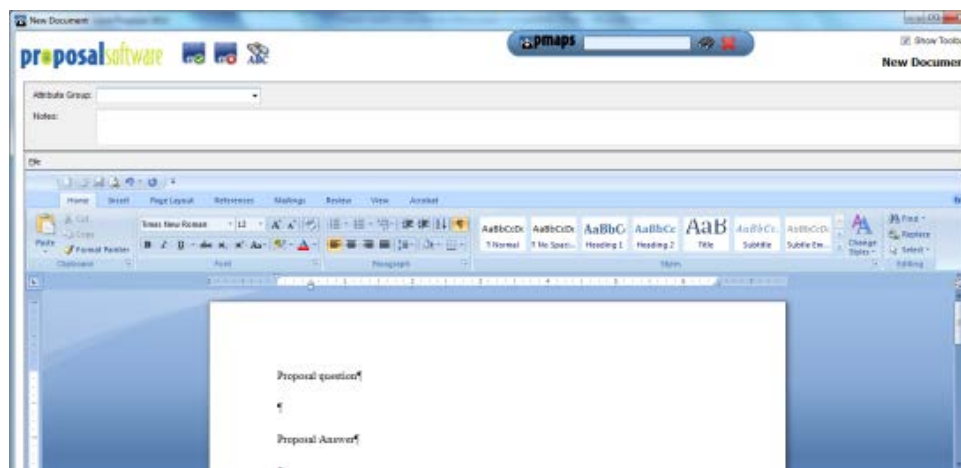 New Document
pmaps
Show Toolb
proposalsoftware
ABC
New Documen
Attribute Group:
Notes:
File
Home Insert Page Layout References Mailings Review View Acrobat
Cut
Copy
Format Painter
Paste
Times New Roman 12
B I U abc x x Aa A
AaBbCcDc AaBbCcDc AaBbC AaBbCc AaB AaBbCc. AaBbCcDc
¶ Normal ¶ No Spaci... Heading 1 Heading 2 Title Subtitle Subtle Em...
Change Styles
Find
Replace
Select
Clipboard Font Paragraph Styles Editing
Proposal question¶
¶
Proposal Answer¶